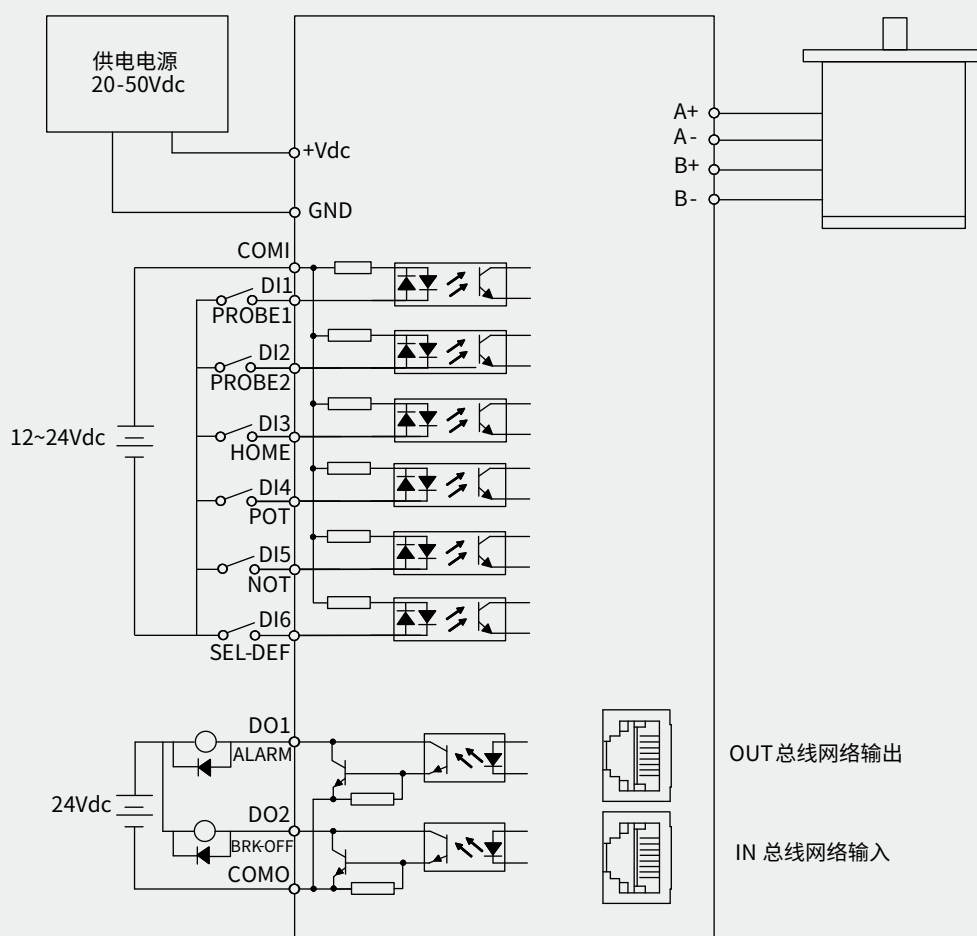 供电电源
20-50Vdc
+Vdc
GND
A+
A-
B+
B-
COMI
DI1
PROBE1
DI2
PROBE2
DI3
HOME
DI4
POT
DI5
NOT
DI6
SEL-DEF
12~24Vdc
DO1
ALARM
24Vdc
DO2
BRK-OFF
COMO
OUT总线网络输出
IN 总线网络输入